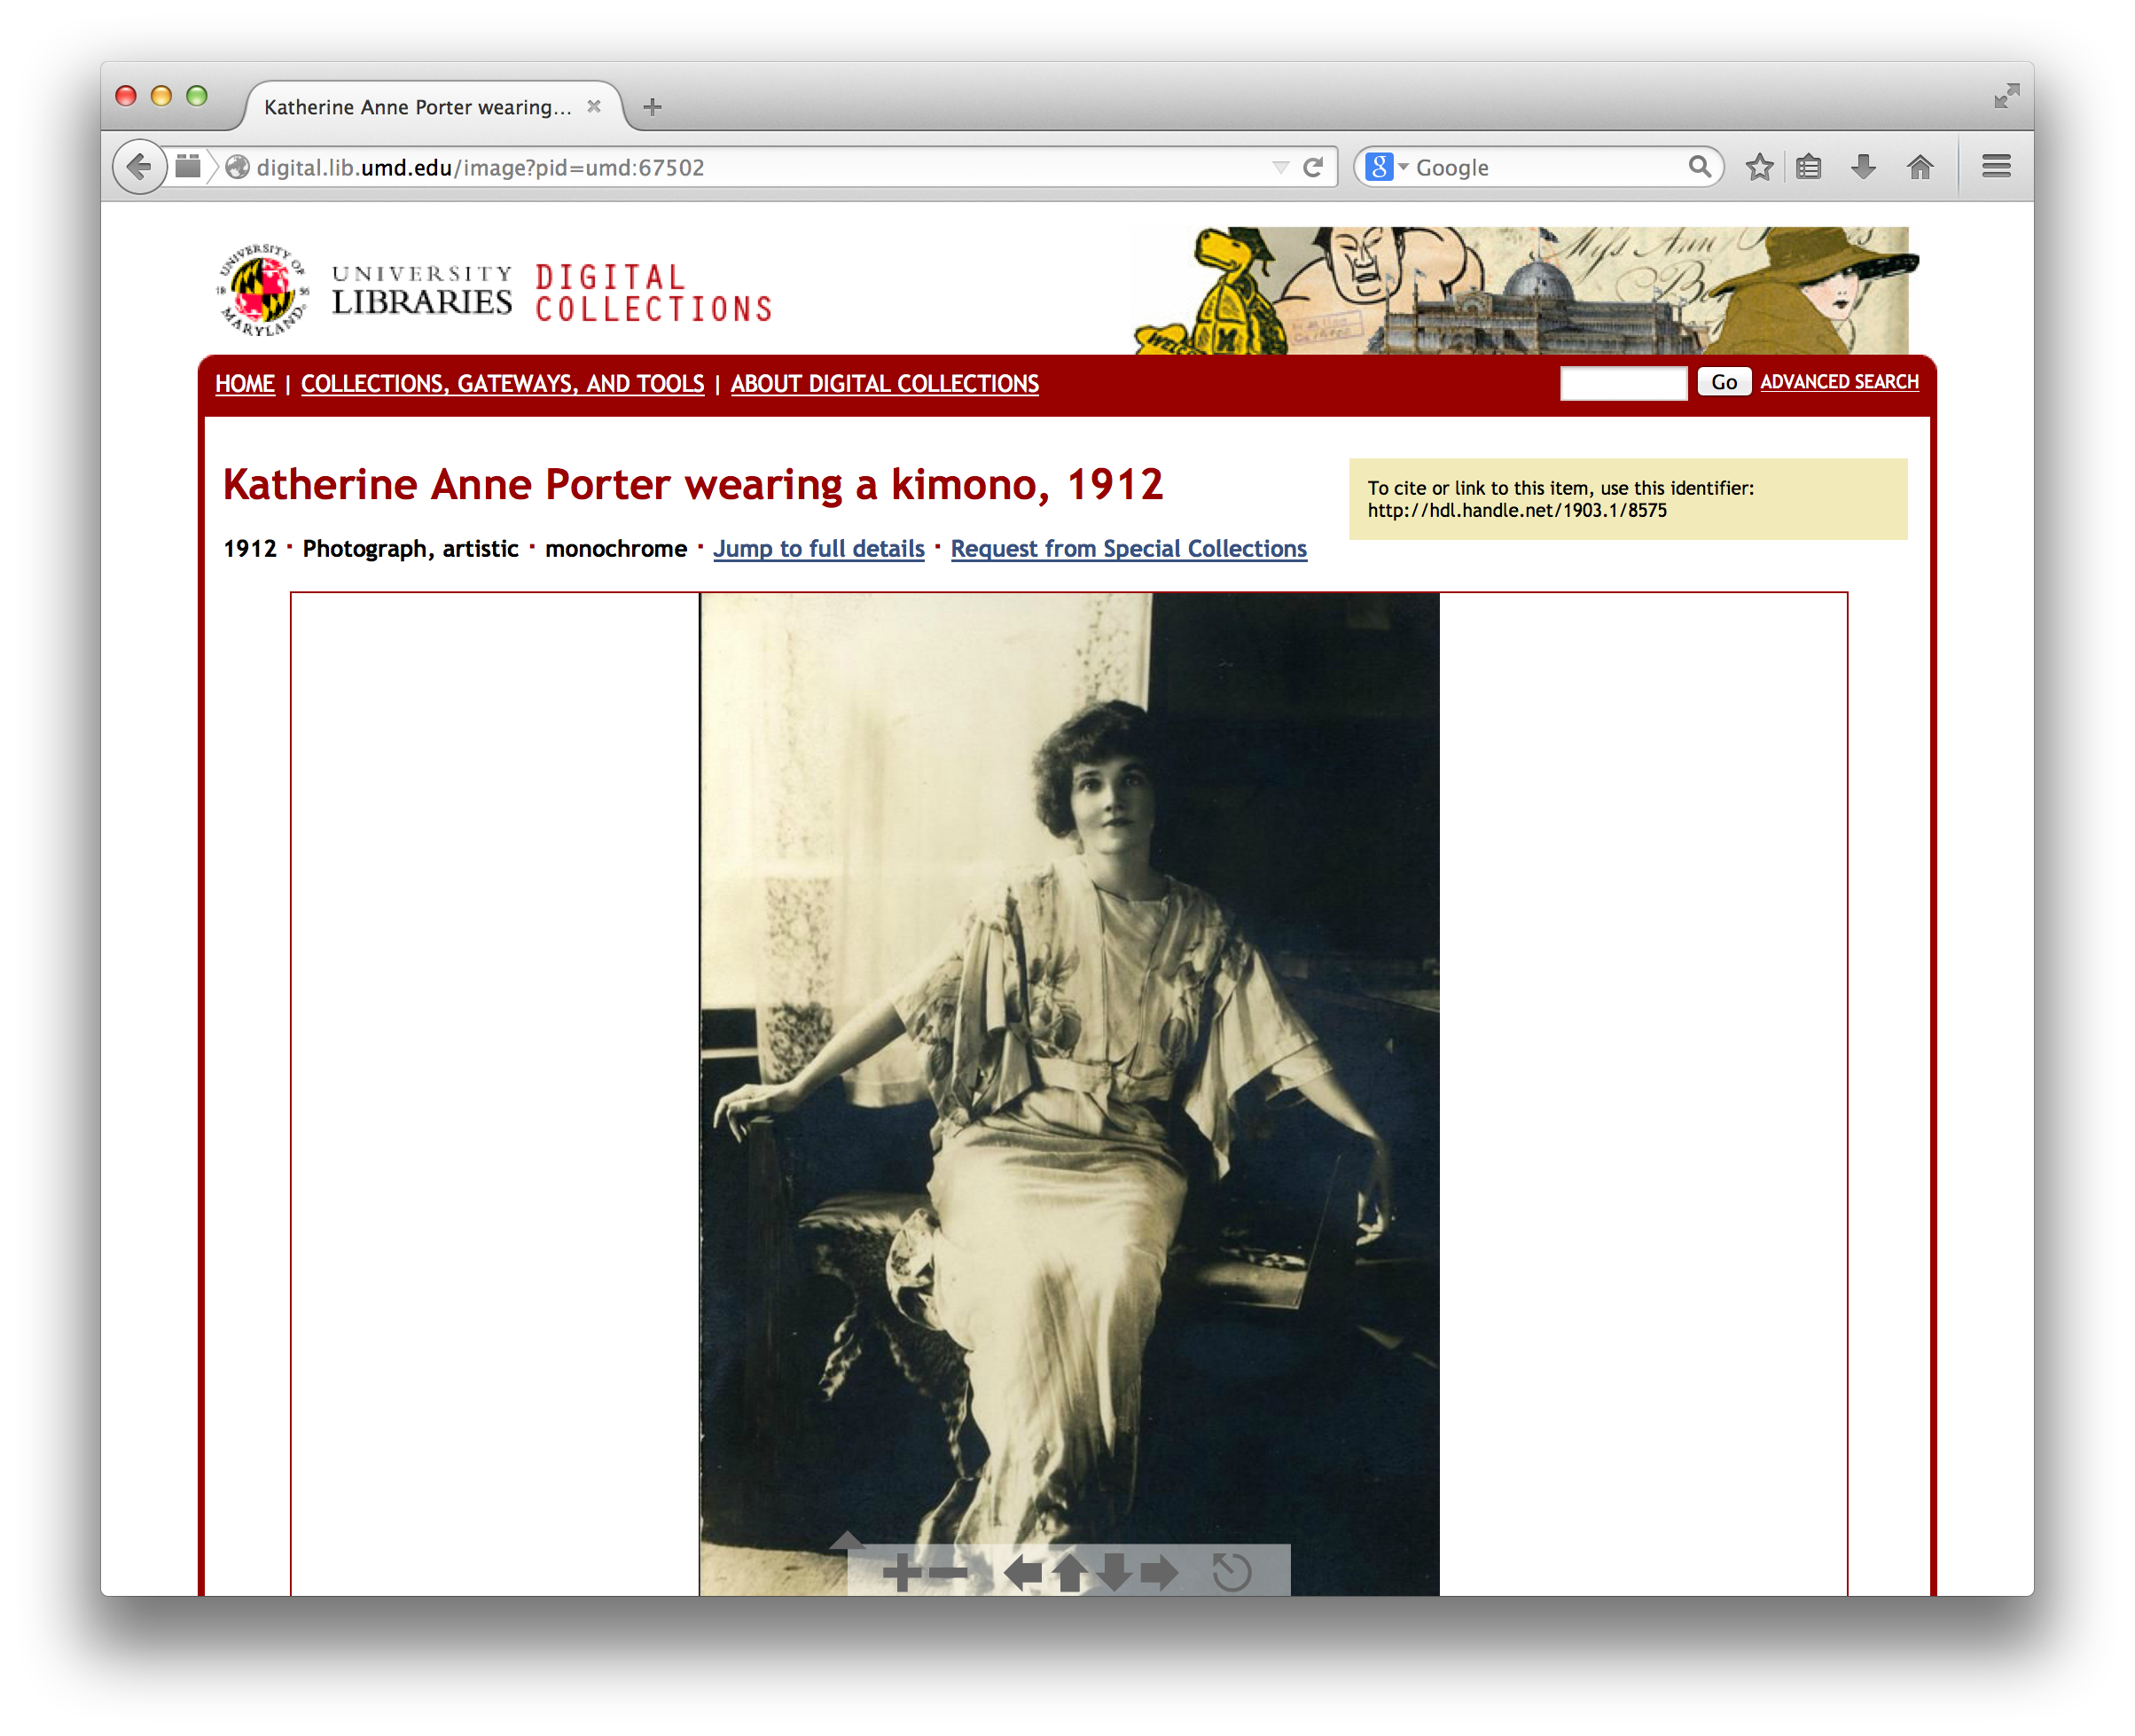 Katherine Anne Porter wearing...
digital.lib.umd.edu/image?pid=umd:67502
Google
UNIVERSITY OF MARYLAND
18 56
UNIVERSITY
LIBRARIES
DIGITAL
COLLECTIONS
WELC
M
Miss Ann
HOME | COLLECTIONS, GATEWAYS, AND TOOLS | ABOUT DIGITAL COLLECTIONS
Go
ADVANCED SEARCH
Katherine Anne Porter wearing a kimono, 1912
To cite or link to this item, use this identifier:
http://hdl.handle.net/1903.1/8575
1912 · Photograph, artistic · monochrome · Jump to full details · Request from Special Collections